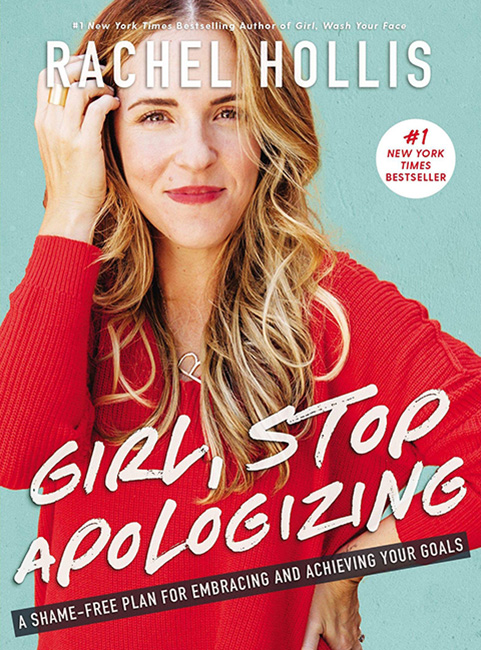 #1 New York Times Bestselling Author of Girl, Wash Your Face
RACHEL HOLLIS
#1
NEW YORK
TIMES
BESTSELLER
GIRL, STOP
APOLOGIZING
A SHAME-FREE PLAN FOR EMBRACING AND ACHIEVING YOUR GOALS